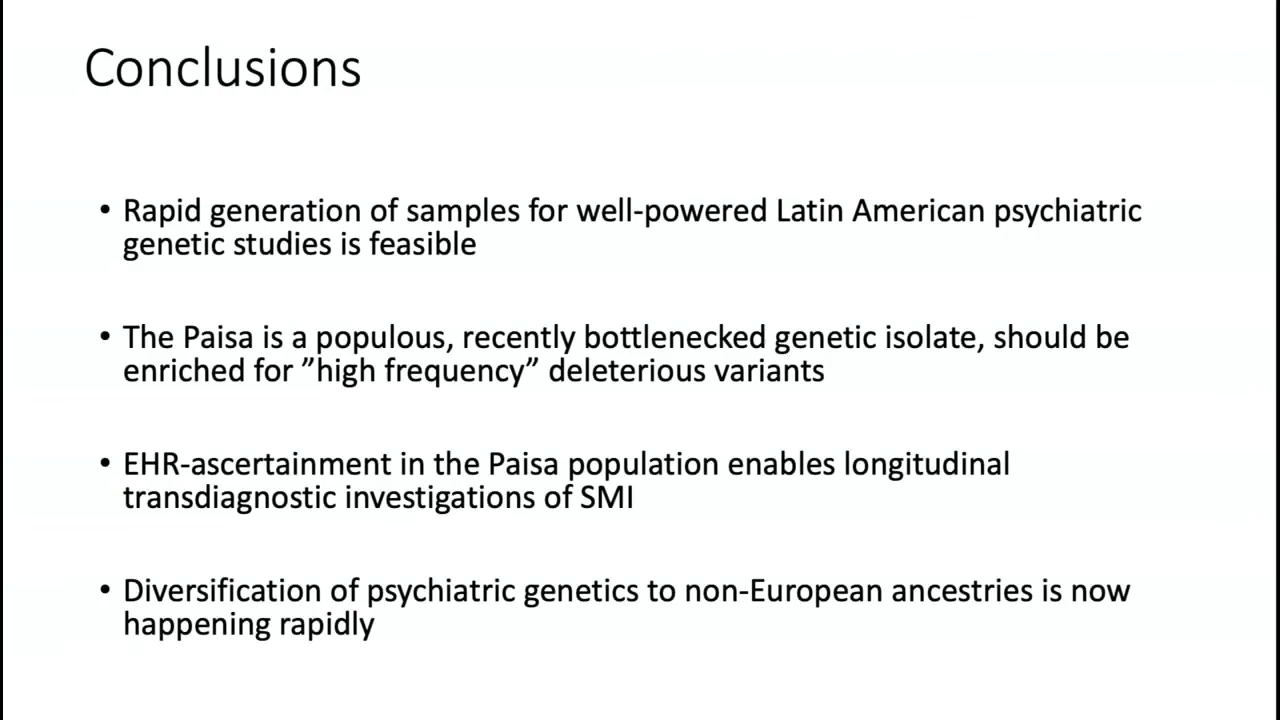 Conclusions
• Rapid generation of samples for well-powered Latin American psychiatric
genetic studies is feasible
• The Paisa is a populous, recently bottlenecked genetic isolate, should be
enriched for ”high frequency” deleterious variants
• EHR-ascertainment in the Paisa population enables longitudinal
transdiagnostic investigations of SMI
• Diversification of psychiatric genetics to non-European ancestries is now
happening rapidly